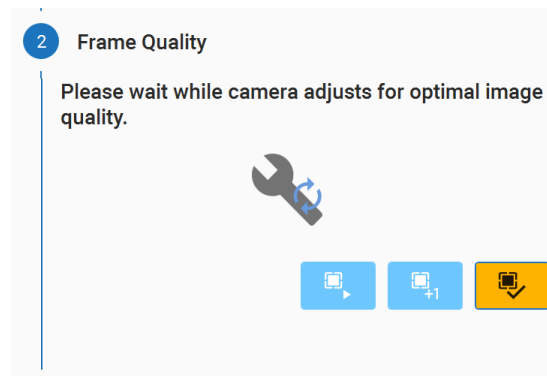 2
Frame Quality
Please wait while camera adjusts for optimal image
quality.
+1